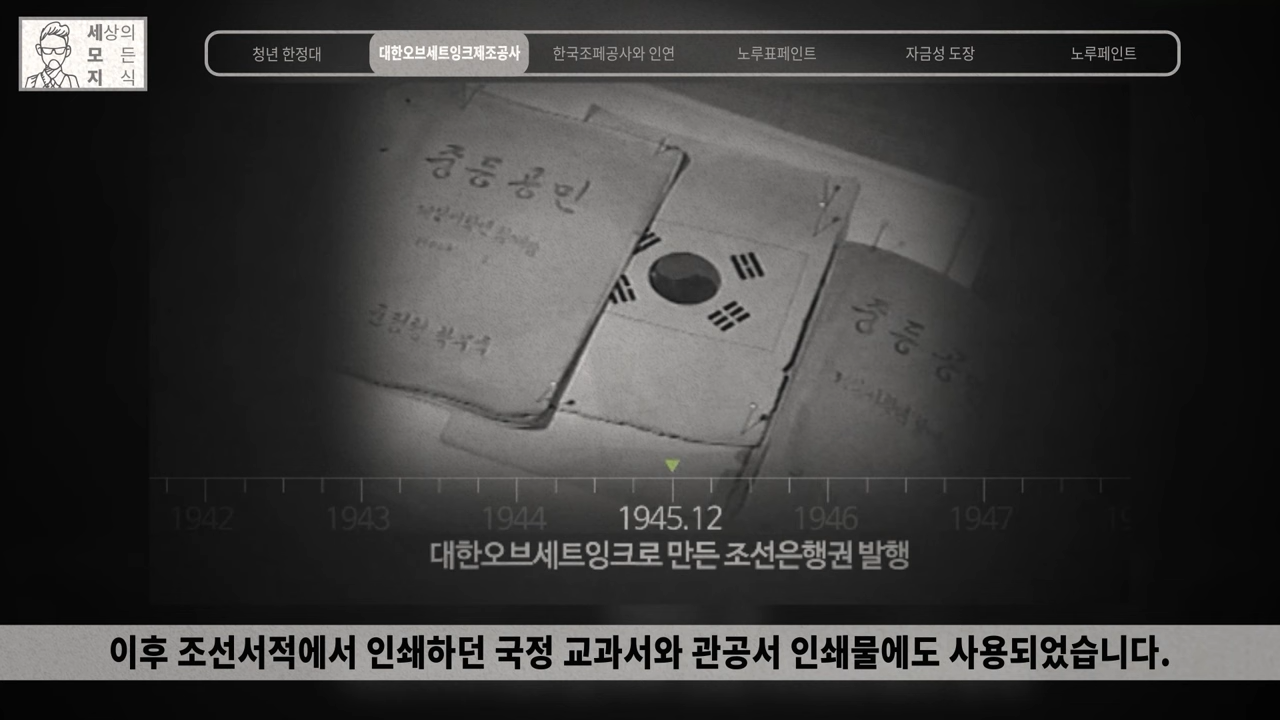 세상의
모든
지식
청년 한정대
대한오브세트잉크제조공사
한국조폐공사와 인연
노루표페인트
자금성 도장
노루페인트
중등공민
중등공
1942
1943
1944
1945.12
1946
1947
대한오브세트잉크로 만든 조선은행권 발행
이후 조선서적에서 인쇄하던 국정 교과서와 관공서 인쇄물에도 사용되었습니다.